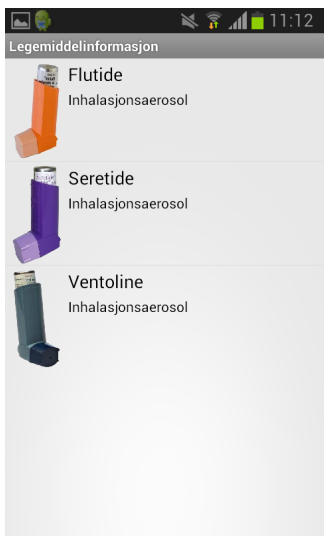 11:12
Legemiddelinformasjon
Flutide
Inhalasjonsaerosol
Seretide
Inhalasjonsaerosol
Ventoline
Inhalasjonsaerosol